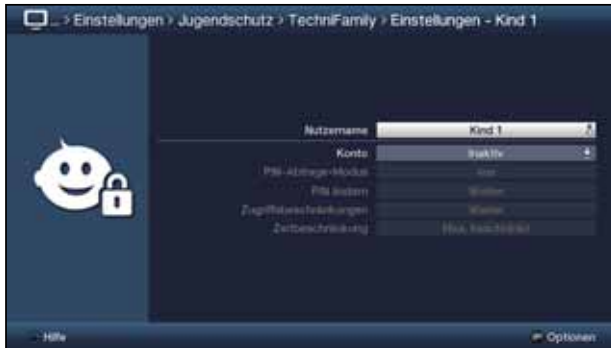 ... > Einstellungen > Jugendschutz > TechniFamily > Einstellungen - Kind 1
Nutzername Kind 1
Konto Inaktiv
PIN-Abfrage-Modus
PIN ändern Weiter
Zugriffsbeschränkungen Weiter
Zeitbeschränkung
Hilfe Optionen